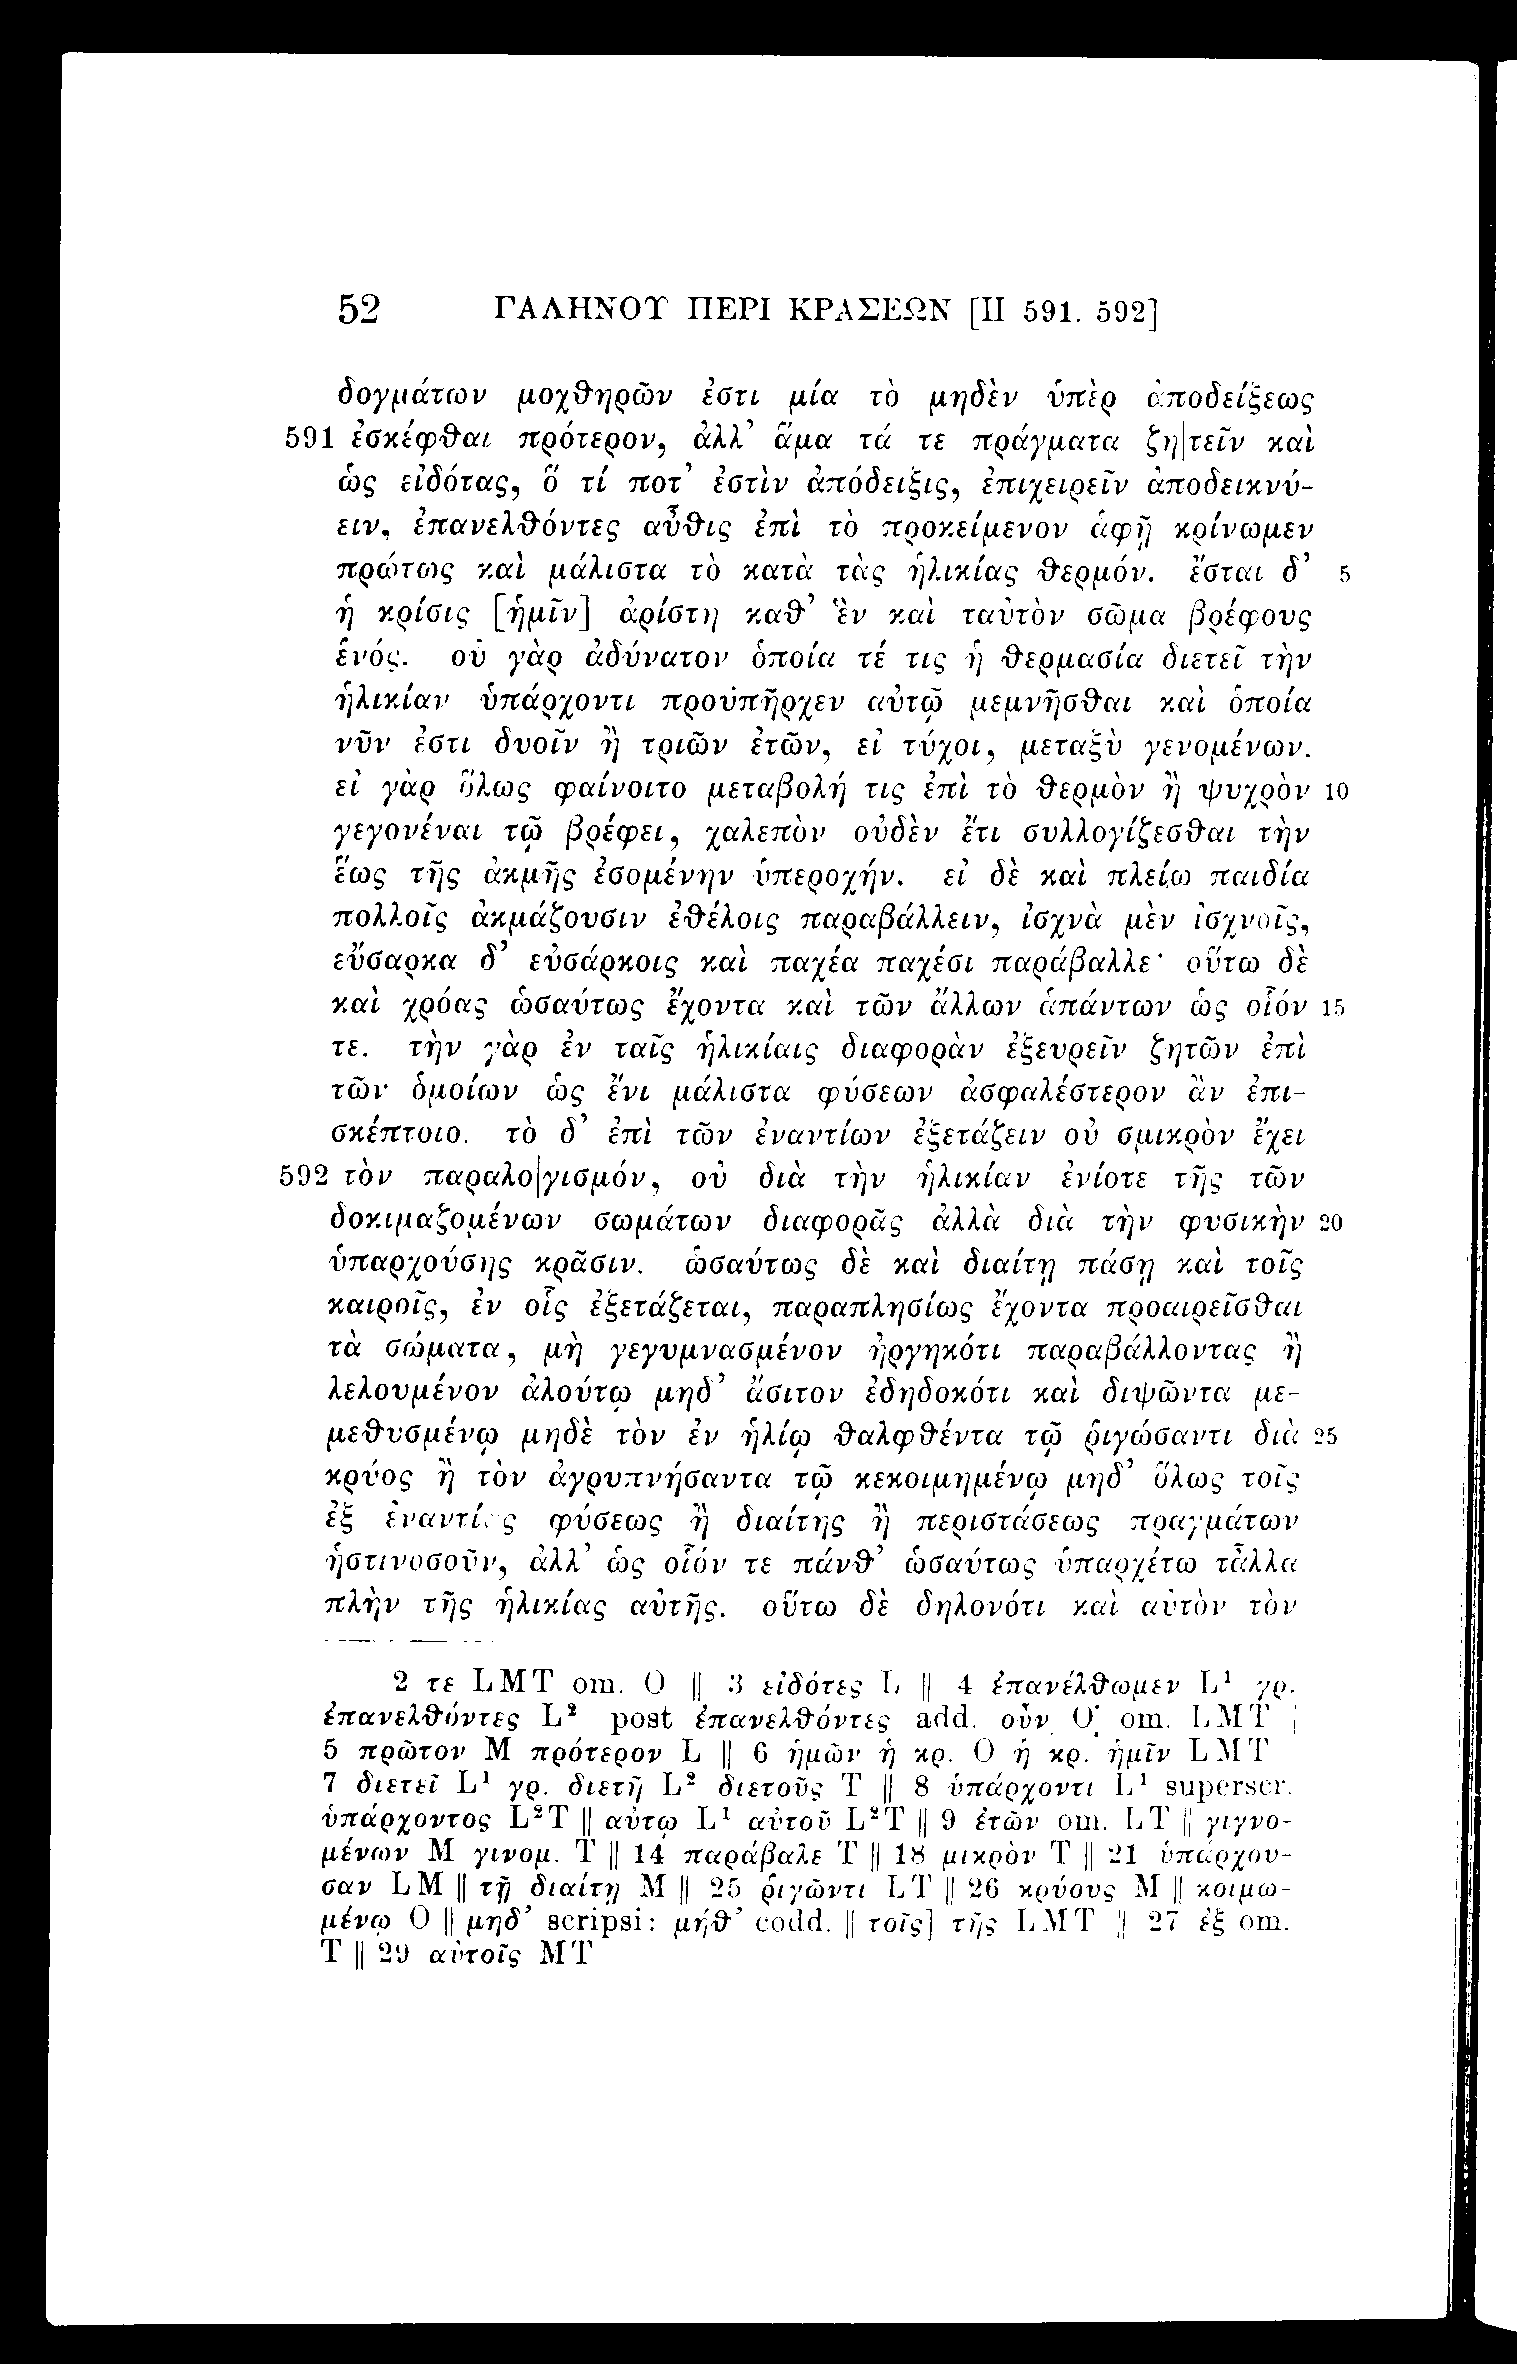 52 ΓΑΛΗΝΟΥ ΠΕΡΙ ΚΡΑΣΕΩΝ [II 591. 592]
δογμάτων μοχθηρῶν ἐστι μία τὸ μηδὲν ὑπὲρ ἀποδείξεως
591 ἐσκέφθαι πρότερον, ἀλλ’ ἅμα τά τε πράγματα ζη|τεῖν καὶ
ὡς εἰδότας, ὅ τί ποτ’ ἐστὶν ἀπόδειξις, ἐπιχειρεῖν ἀποδεικνύ-
ειν, ἐπανελθόντες αὖθις ἐπὶ τὸ προκείμενον ἁφῇ κρίνωμεν
πρώτως καὶ μάλιστα τὸ κατὰ τὰς ἡλικίας θερμόν. ἔσται δ’ 5
ἡ κρίσις [ἡμῖν] ἀρίστη καθ’ ἓν καὶ ταὐτὸν σῶμα βρέφους
ἑνός. οὐ γὰρ ἀδύνατον ὁποία τέ τις ἡ θερμασία διετεῖ τὴν
ἡλικίαν ὑπάρχοντι προϋπῆρχεν αὐτῷ μεμνῆσθαι καὶ ὁποία
νῦν ἐστι δυοῖν ἢ τριῶν ἐτῶν, εἰ τύχοι, μεταξὺ γενομένων.
εἰ γὰρ ὅλως φαίνοιτο μεταβολή τις ἐπὶ τὸ θερμὸν ἢ ψυχρὸν 10
γεγονέναι τῷ βρέφει, χαλεπὸν οὐδὲν ἔτι συλλογίζεσθαι τὴν
ἕως τῆς ἀκμῆς ἐσομένην ὑπεροχήν. εἰ δὲ καὶ πλείω παιδία
πολλοῖς ἀκμάζουσιν ἐθέλοις παραβάλλειν, ἰσχνὰ μὲν ἰσχνοῖς,
εὔσαρκα δ’ εὐσάρκοις καὶ παχέα παχέσι παράβαλλε· οὕτω δὲ
καὶ χρόας ὡσαύτως ἔχοντα καὶ τῶν ἄλλων ἁπάντων ὡς οἷόν 15
τε. τὴν γὰρ ἐν ταῖς ἡλικίαις διαφορὰν ἐξευρεῖν ζητῶν ἐπὶ
τῶν ὁμοίων ὡς ἔνι μάλιστα φύσεων ἀσφαλέστερον ἂν ἐπι-
σκέπτοιο. τὸ δ’ ἐπὶ τῶν ἐναντίων ἐξετάζειν οὐ σμικρὸν ἔχει
592 τὸν παραλο|γισμόν, οὐ διὰ τὴν ἡλικίαν ἐνίοτε τῆς τῶν
δοκιμαζομένων σωμάτων διαφορᾶς ἀλλὰ διὰ τὴν φυσικὴν 20
ὑπαρχούσης κρᾶσιν. ὡσαύτως δὲ καὶ διαίτῃ πάσῃ καὶ τοῖς
καιροῖς, ἐν οἷς ἐξετάζεται, παραπλησίως ἔχοντα προαιρεῖσθαι
τὰ σώματα, μὴ γεγυμνασμένον ἠργηκότι παραβάλλοντας ἢ
λελουμένον ἀλούτῳ μηδ’ ἄσιτον ἐδηδοκότι καὶ διψῶντα με-
μεθυσμένῳ μηδὲ τὸν ἐν ἡλίῳ θαλφθέντα τῷ ῥιγώσαντι διὰ 25
κρύος ἢ τὸν ἀγρυπνήσαντα τῷ κεκοιμημένῳ μηδ’ ὅλως τοῖς
ἐξ ἐναντίας φύσεως ἢ διαίτης ἢ περιστάσεως πραγμάτων
ἡστινοσοῦν, ἀλλ’ ὡς οἷόν τε πάνθ’ ὡσαύτως ὑπαρχέτω τἆλλα
πλὴν τῆς ἡλικίας αὐτῆς. οὕτω δὲ δηλονότι καὶ αὐτὸν τὸν
2 τε LMT om. O || 3 εἰδότες L || 4 ἐπανέλθωμεν L¹ γρ.
ἐπανελθόντες L² post ἐπανελθόντες add. οὖν O om. LMT |
5 πρῶτον M πρότερον L || 6 ἡμῶν ἡ κρ. O ἡ κρ. ἡμῖν LMT
7 διετεῖ L¹ γρ. διετῆ L² διετοῦς T || 8 ὑπάρχοντι L¹ superscr.
ὑπάρχοντος L²T || αὐτῳ L¹ αὐτοῦ L²T || 9 ἐτῶν om. LT || γιγνο-
μένων M γινομ. T || 14 παράβαλε T || 18 μικρὸν T || 21 ὑπάρχου-
σαν LM || τῇ διαίτῃ M || 25 ῥιγῶντι LT || 26 κρύους M || κοιμω-
μένῳ O || μηδ’ scripsi: μήθ’ codd. || τοῖς] τῆς LMT || 27 ἐξ om.
T || 29 αὐτοῖς MT